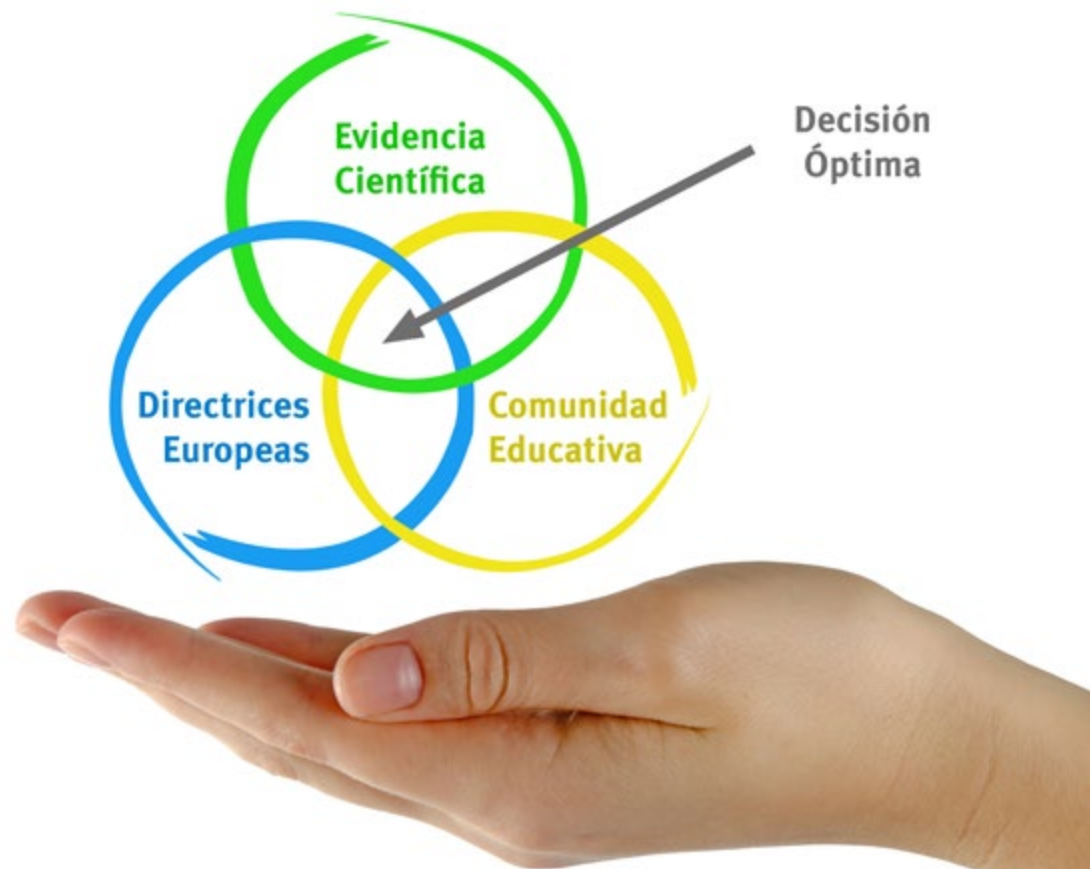 Evidencia
Científica
Decisión
Óptima
Directrices
Europeas
Comunidad
Educativa